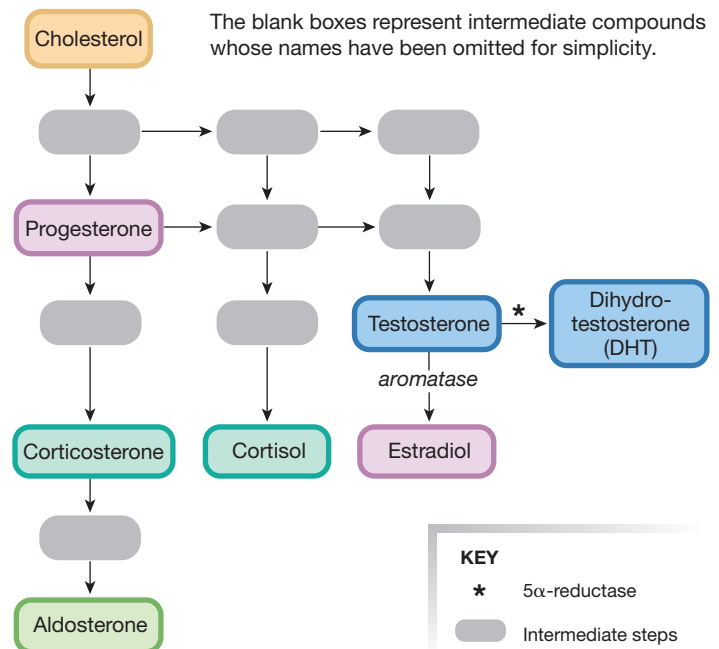 Cholesterol
The blank boxes represent intermediate compounds
whose names have been omitted for simplicity.
Progesterone
Testosterone
*
Dihydro-
testosterone
(DHT)
aromatase
Corticosterone
Cortisol
Estradiol
Aldosterone
KEY
* 5α-reductase
Intermediate steps